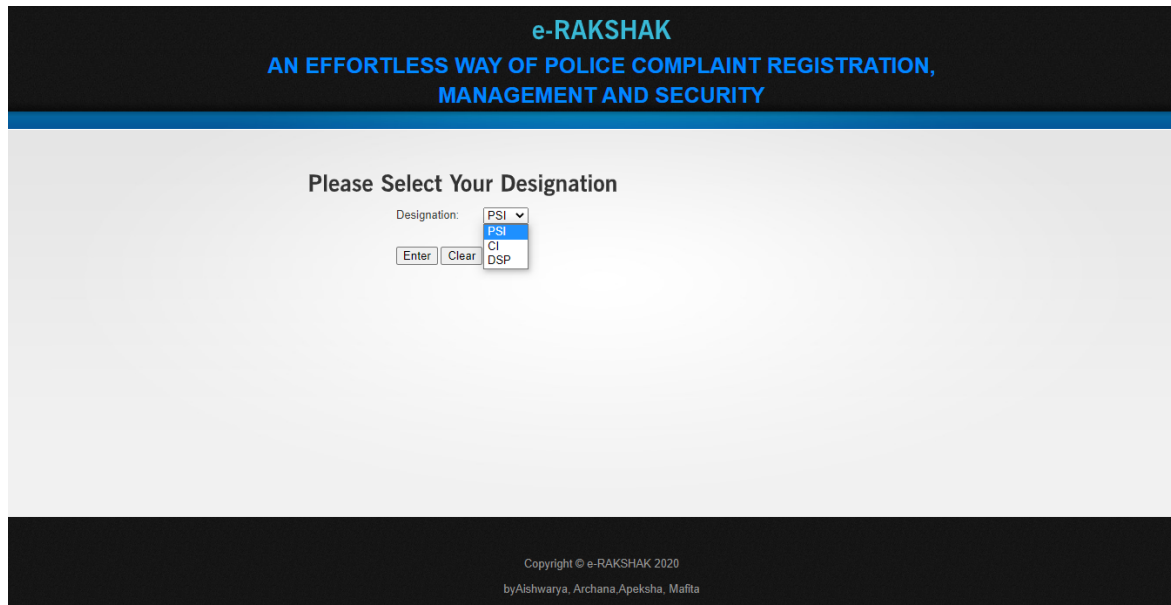 e-RAKSHAK
AN EFFORTLESS WAY OF POLICE COMPLAINT REGISTRATION,
MANAGEMENT AND SECURITY
Please Select Your Designation
Designation: PSI
PSI
CI
DSP
Enter Clear
Copyright © e-RAKSHAK 2020
byAishwarya, Archana,Apeksha, Mafita